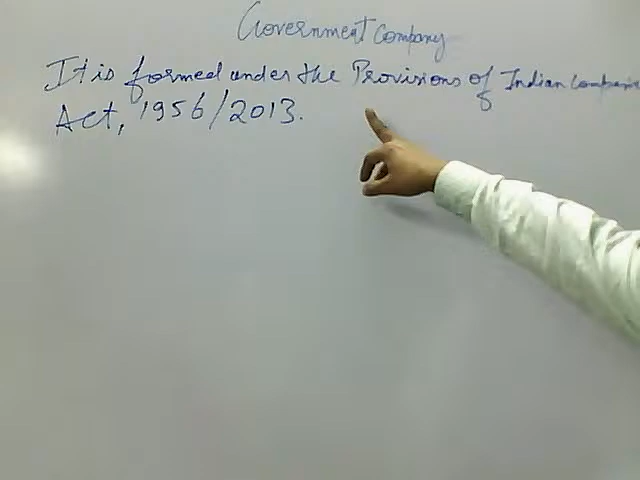 Government Company
It is formed under the Provisions of Indian Companies
Act, 1956/2013.